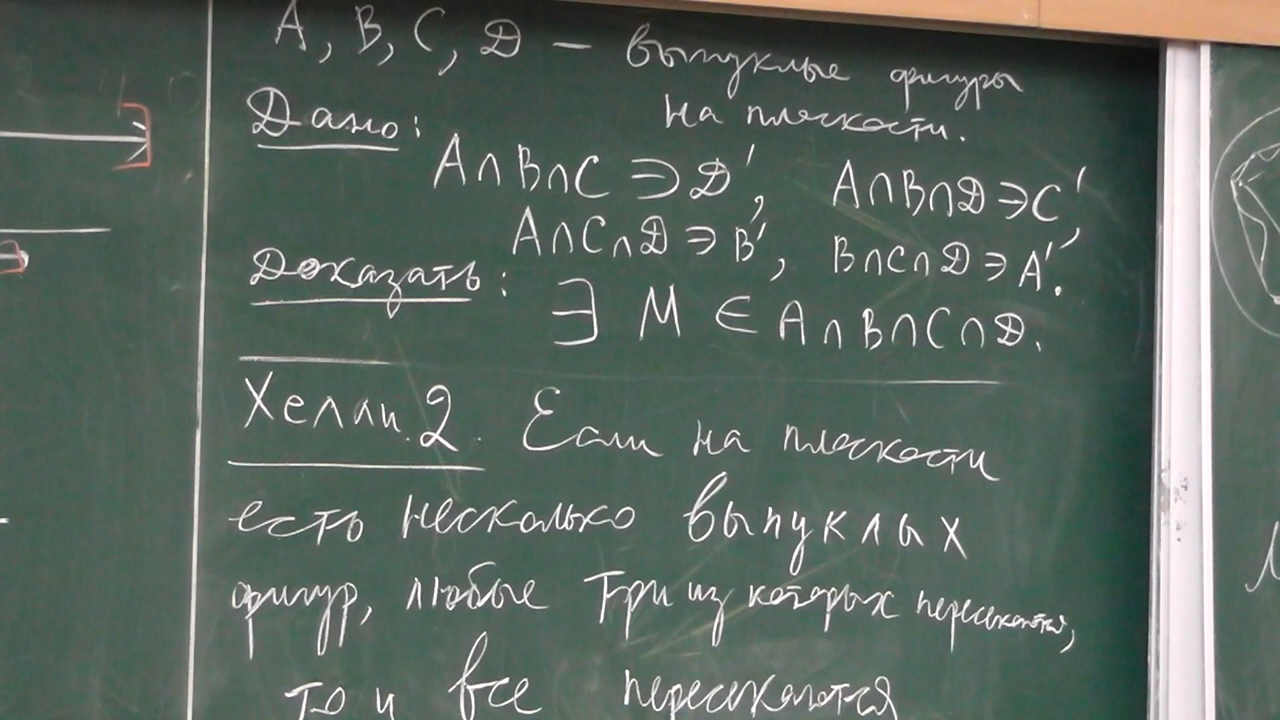 A, B, C, D — выпуклые фигуры
на плоскости.
Дано:
A∩B∩C ∋ D', A∩B∩D ∋ C',
A∩C∩D ∋ B', B∩C∩D ∋ A'.
Доказать:
∃ M ∈ A∩B∩C∩D.
Хелли 2. Если на плоскости
есть несколько выпуклых
фигур, любые три из которых пересекаются,
то и все пересекаются